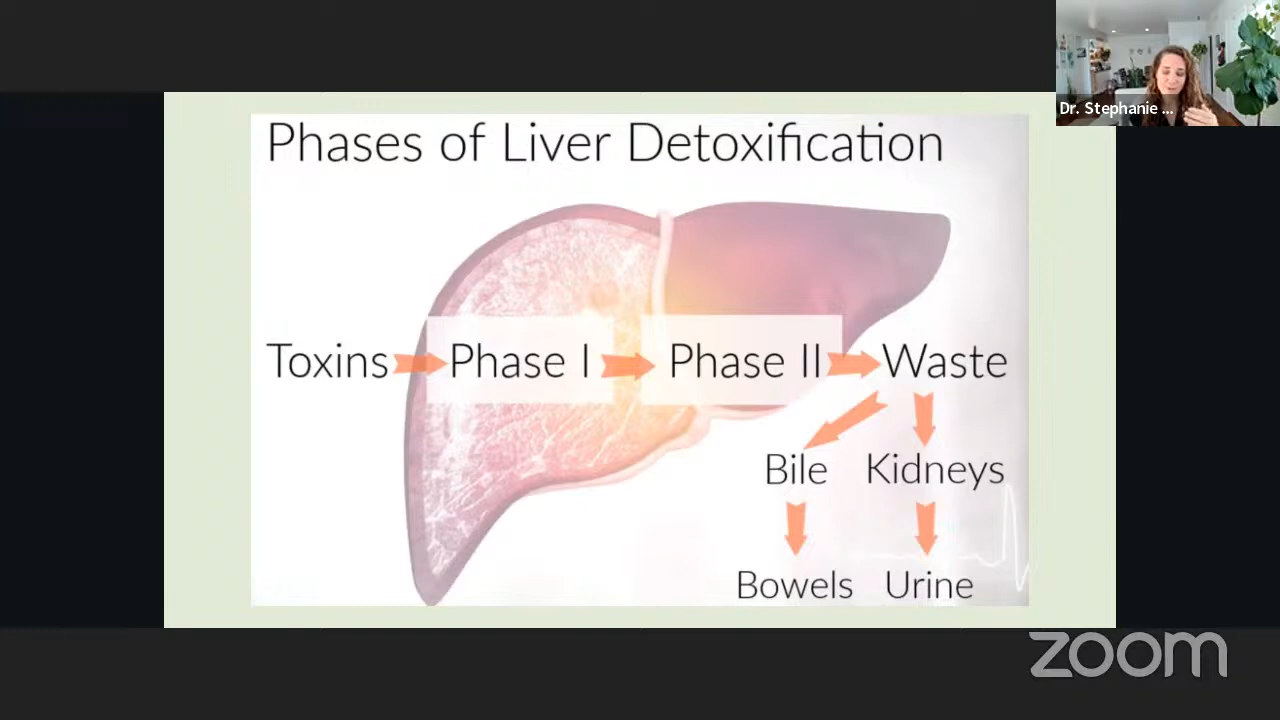 Dr. Stephanie ...
Phases of Liver Detoxification
Toxins Phase I Phase II Waste
Bile Kidneys
Bowels Urine
zoom